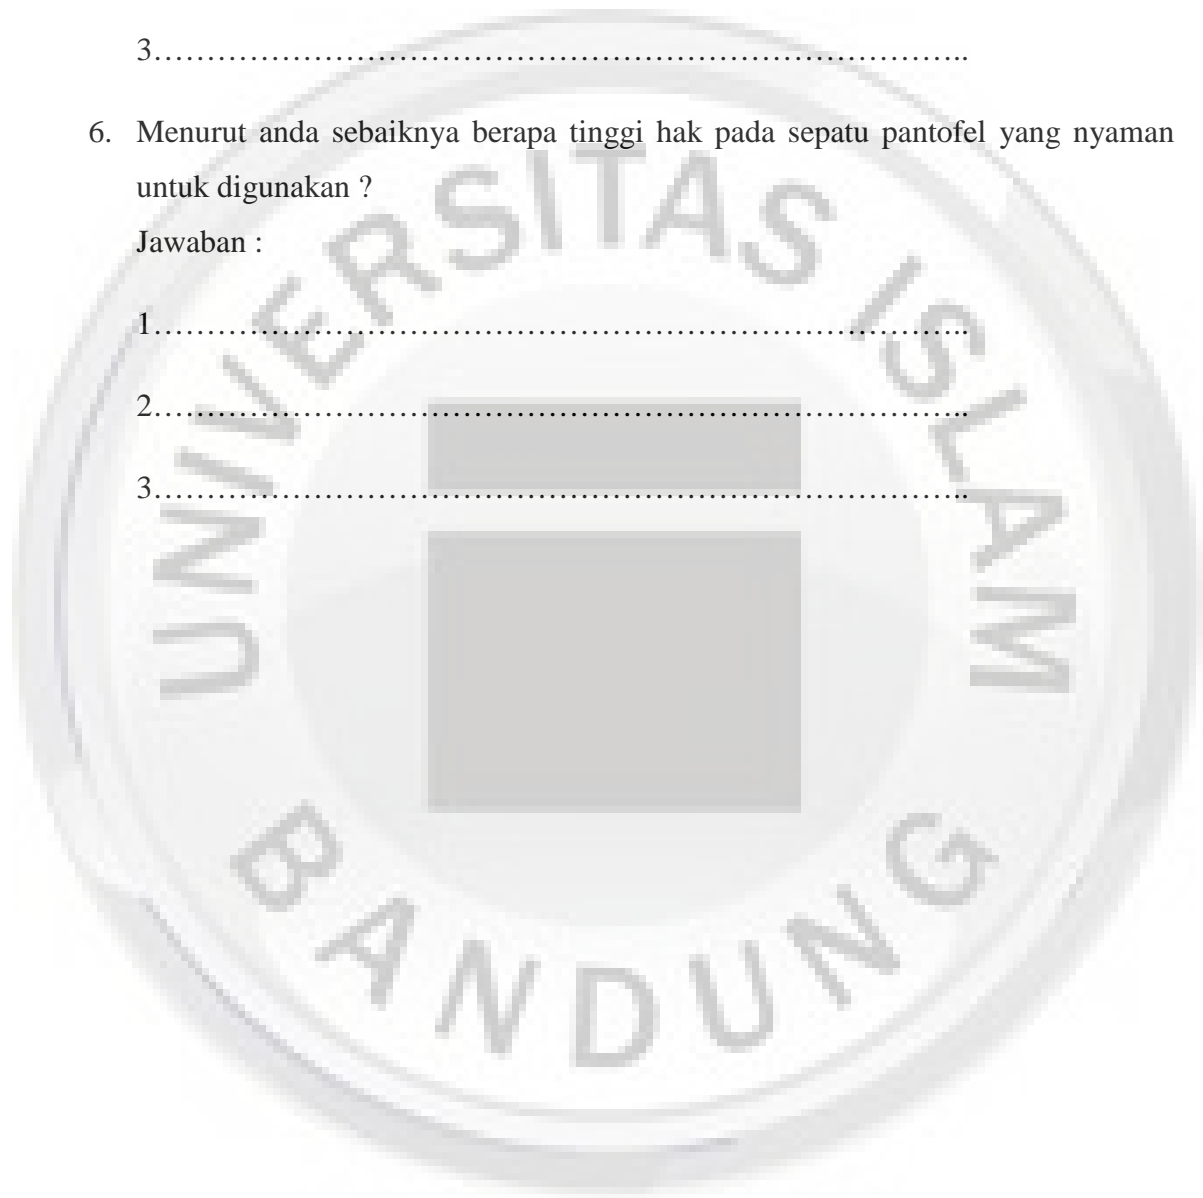 3……………………………………………………………………..
6. Menurut anda sebaiknya berapa tinggi hak pada sepatu pantofel yang nyaman
untuk digunakan ?
Jawaban :
1……………………………………………………………………..
2……………………………………………………………………..
3……………………………………………………………………..
UNIVERSITAS ISLAM
BANDUNG